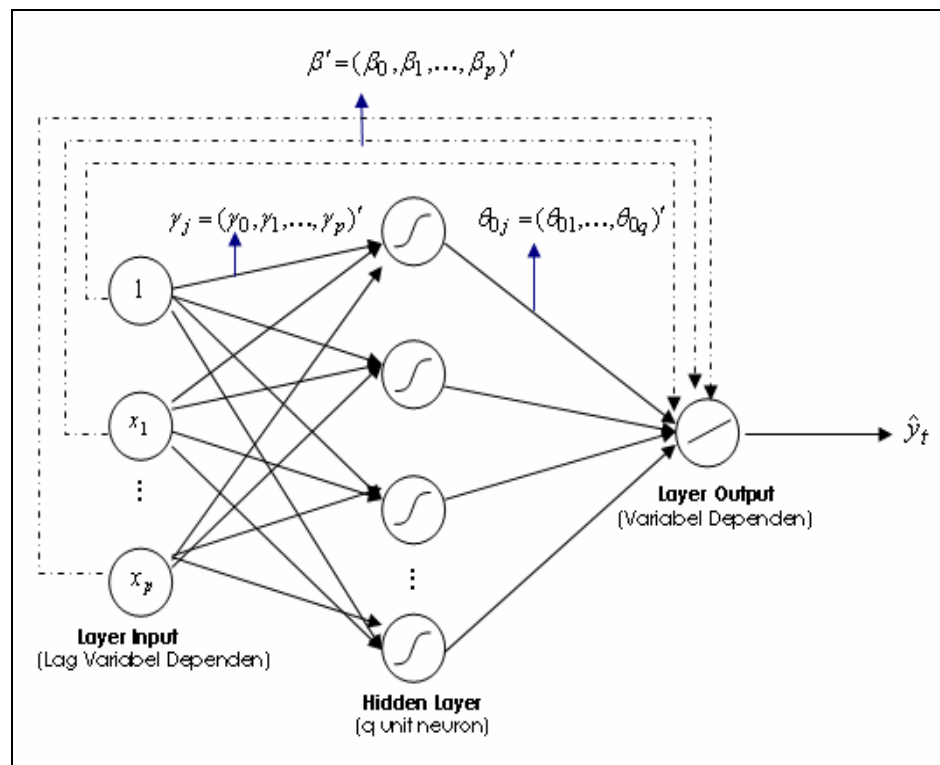 β′=(β₀,β₁,…,βₚ)′
γⱼ=(γ₀,γ₁,…,γₚ)′
θ₀ⱼ=(θ₀₁,…,θ₀q)′
1
x₁
⋮
xₚ
Layer Input
(Lag Variabel Dependen)
⋮
Hidden Layer
(q unit neuron)
Layer Output
(Variabel Dependen)
ŷₜ